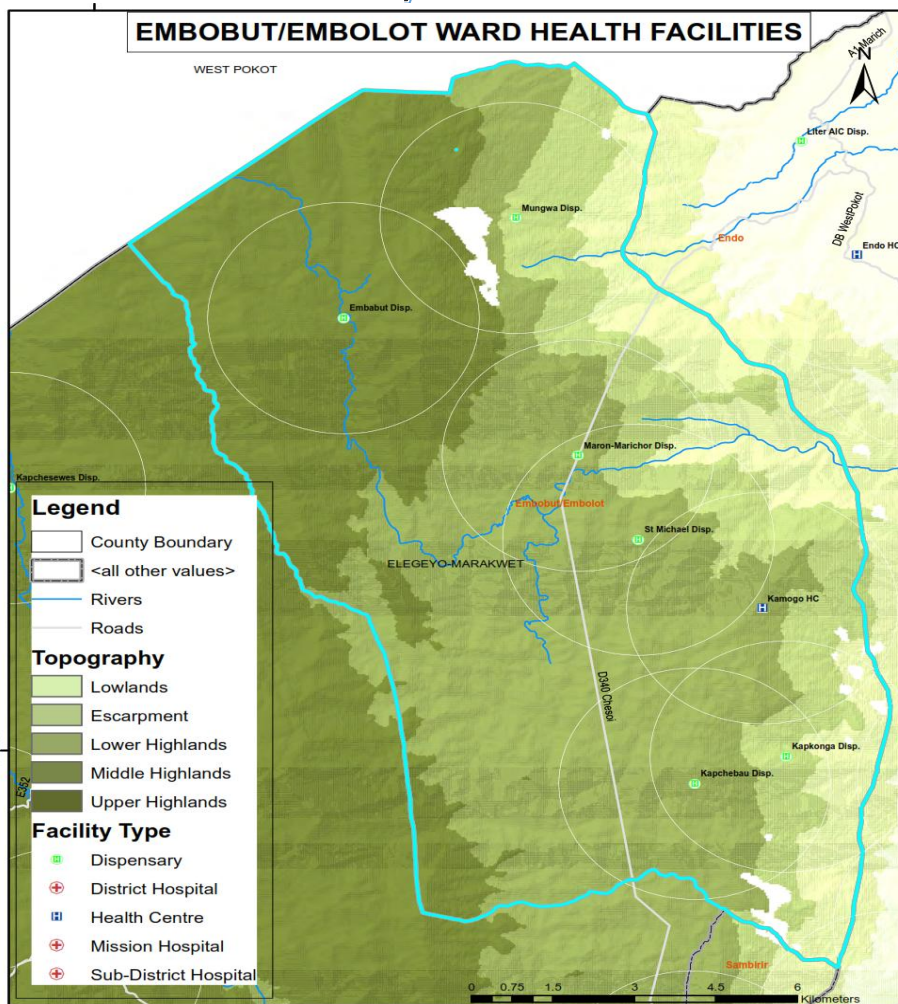 EMBOBUT/EMBOLOT WARD HEALTH FACILITIES
WEST POKOT
A1 Marich
N
Liter AIC Disp.
Mungwa Disp.
Endo
DB WestPokot
Endo HC
Embabut Disp.
Maron-Marichor Disp.
Kapchesewes Disp.
Embobut/Embolot
St Michael Disp.
ELEGEYO-MARAKWET
Kamogo HC
D340 Chesoi
Kapkonga Disp.
Kapchebau Disp.
E352
Sambirir
Legend
County Boundary
<all other values>
Rivers
Roads
Topography
Lowlands
Escarpment
Lower Highlands
Middle Highlands
Upper Highlands
Facility Type
Dispensary
District Hospital
Health Centre
Mission Hospital
Sub-District Hospital
0 0.75 1.5 3 4.5 6
Kilometers